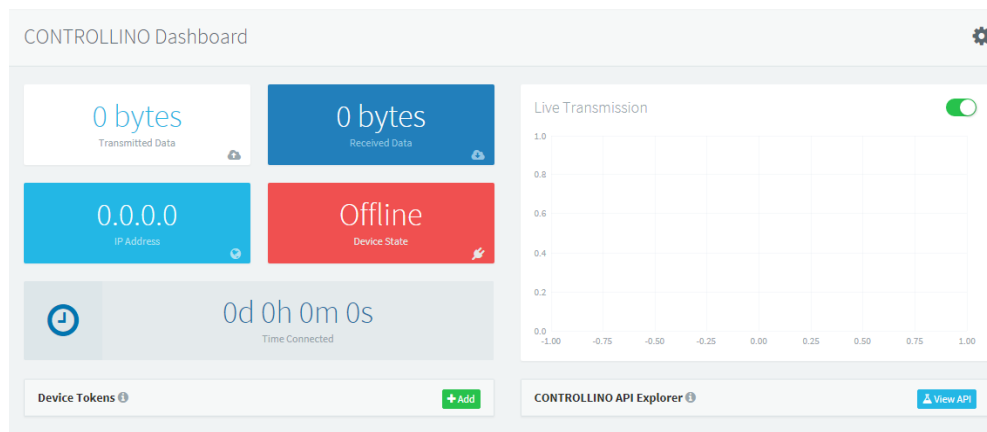 CONTROLLINO Dashboard
0 bytes
Transmitted Data
0 bytes
Received Data
0.0.0.0
IP Address
Offline
Device State
0d 0h 0m 0s
Time Connected
Live Transmission
1.0
0.8
0.6
0.4
0.2
0.0
-1.00 -0.75 -0.50 -0.25 0.00 0.25 0.50 0.75 1.00
Device Tokens
Add
CONTROLLINO API Explorer
View API